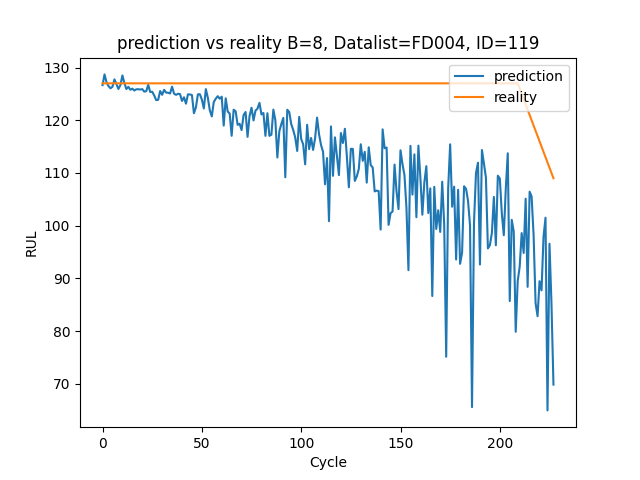 prediction vs reality B=8, Datalist=FD004, ID=119
prediction
reality
130
120
110
100
90
80
70
RUL
0
50
100
150
200
Cycle